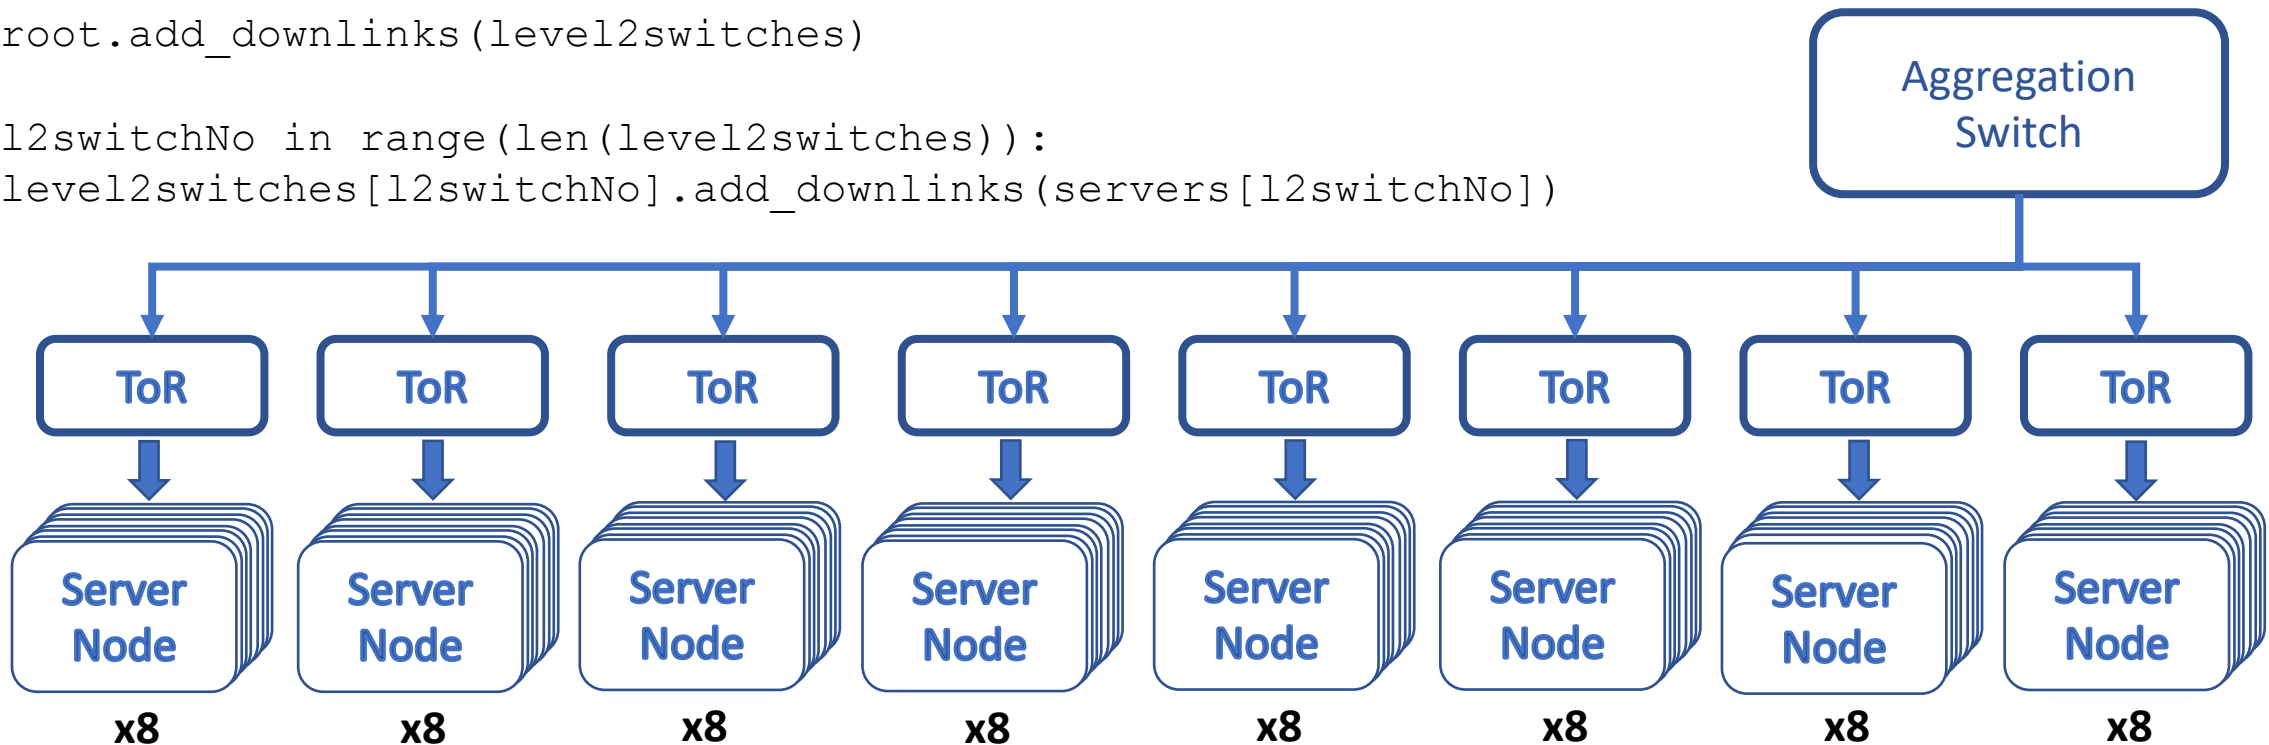 root.add_downlinks(level2switches)
l2switchNo in range(len(level2switches)):
level2switches[l2switchNo].add_downlinks(servers[l2switchNo])
Aggregation
Switch
ToR ToR ToR ToR ToR ToR ToR ToR
Server Server Server Server Server Server Server Server
Node Node Node Node Node Node Node Node
x8 x8 x8 x8 x8 x8 x8 x8